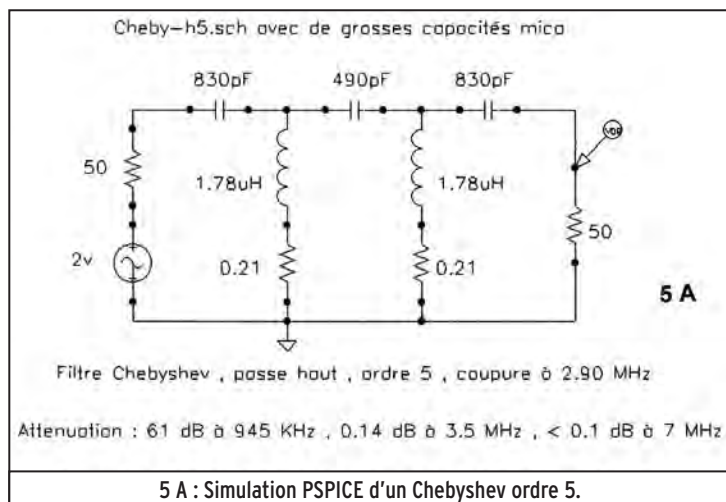 Cheby-h5.sch avec de grosses capacités mica
830pF 490pF 830pF
50
1.78uH 1.78uH
50
2v 0.21 0.21
5 A
Filtre Chebyshev , passe haut , ordre 5 , coupure à 2.90 MHz
Attenuation : 61 dB à 945 KHz , 0.14 dB à 3.5 MHz , < 0.1 dB à 7 MHz
5 A : Simulation PSPICE d'un Chebyshev ordre 5.